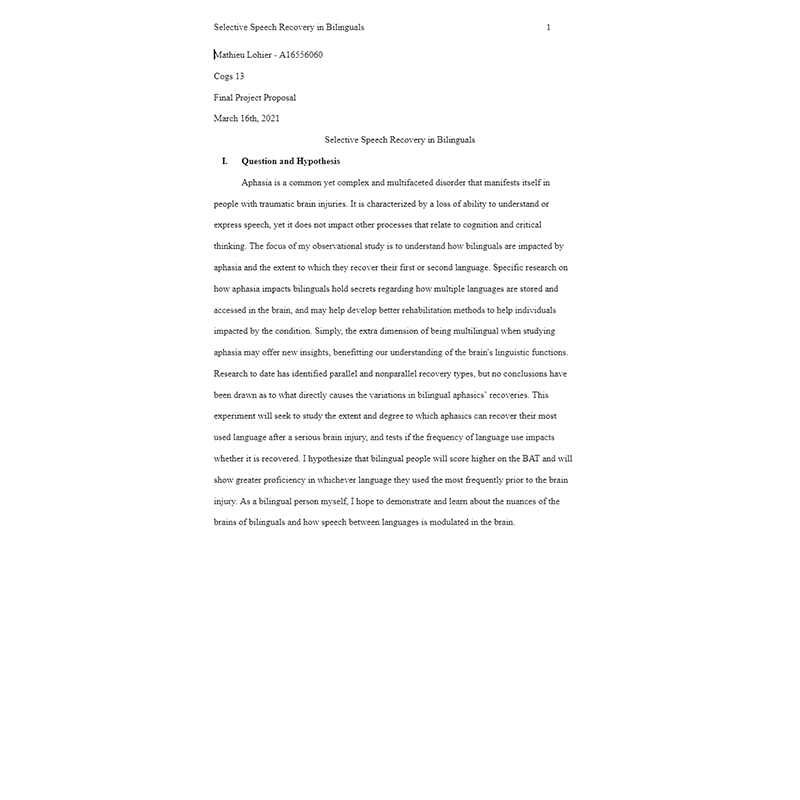 Selective Speech Recovery in Bilinguals 1
Mathieu Lohier - A16556060
Cogs 13
Final Project Proposal
March 16th, 2021
Selective Speech Recovery in Bilinguals
I. Question and Hypothesis
Aphasia is a common yet complex and multifaceted disorder that manifests itself in
people with traumatic brain injuries. It is characterized by a loss of ability to understand or
express speech, yet it does not impact other processes that relate to cognition and critical
thinking. The focus of my observational study is to understand how bilinguals are impacted by
aphasia and the extent to which they recover their first or second language. Specific research on
how aphasia impacts bilinguals hold secrets regarding how multiple languages are stored and
accessed in the brain, and may help develop better rehabilitation methods to help individuals
impacted by the condition. Simply, the extra dimension of being multilingual when studying
aphasia may offer new insights, benefitting our understanding of the brain's linguistic functions.
Research to date has identified parallel and nonparallel recovery types, but no conclusions have
been drawn as to what directly causes the variations in bilingual aphasics’ recoveries. This
experiment will seek to study the extent and degree to which aphasics can recover their most
used language after a serious brain injury, and tests if the frequency of language use impacts
whether it is recovered. I hypothesize that bilingual people will score higher on the BAT and will
show greater proficiency in whichever language they used the most frequently prior to the brain
injury. As a bilingual person myself, I hope to demonstrate and learn about the nuances of the
brains of bilinguals and how speech between languages is modulated in the brain.